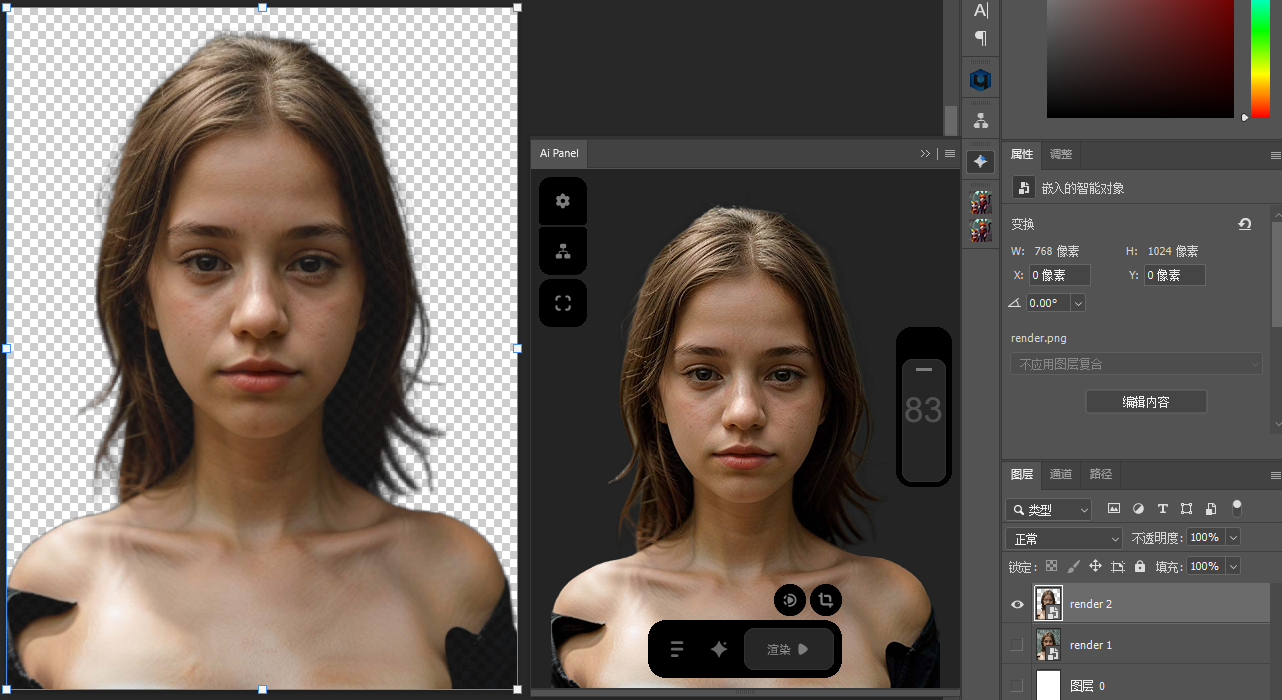 Ai Panel
83
渲染
属性 调整
嵌入的智能对象
变换
W: 768 像素 H: 1024 像素
X: 0 像素 Y: 0 像素
0.00°
render.png
不应用图层复合
编辑内容
图层 通道 路径
类型
正常 不透明度: 100%
锁定: 填充: 100%
render 2
render 1
图层 0